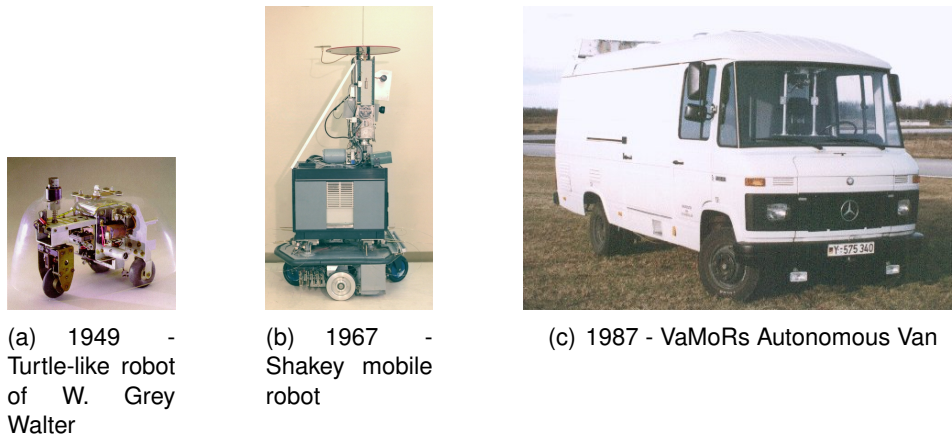 (a) 1949 -
Turtle-like robot
of W. Grey
Walter
(b) 1967 -
Shakey mobile
robot
Y-575 340
(c) 1987 - VaMoRs Autonomous Van